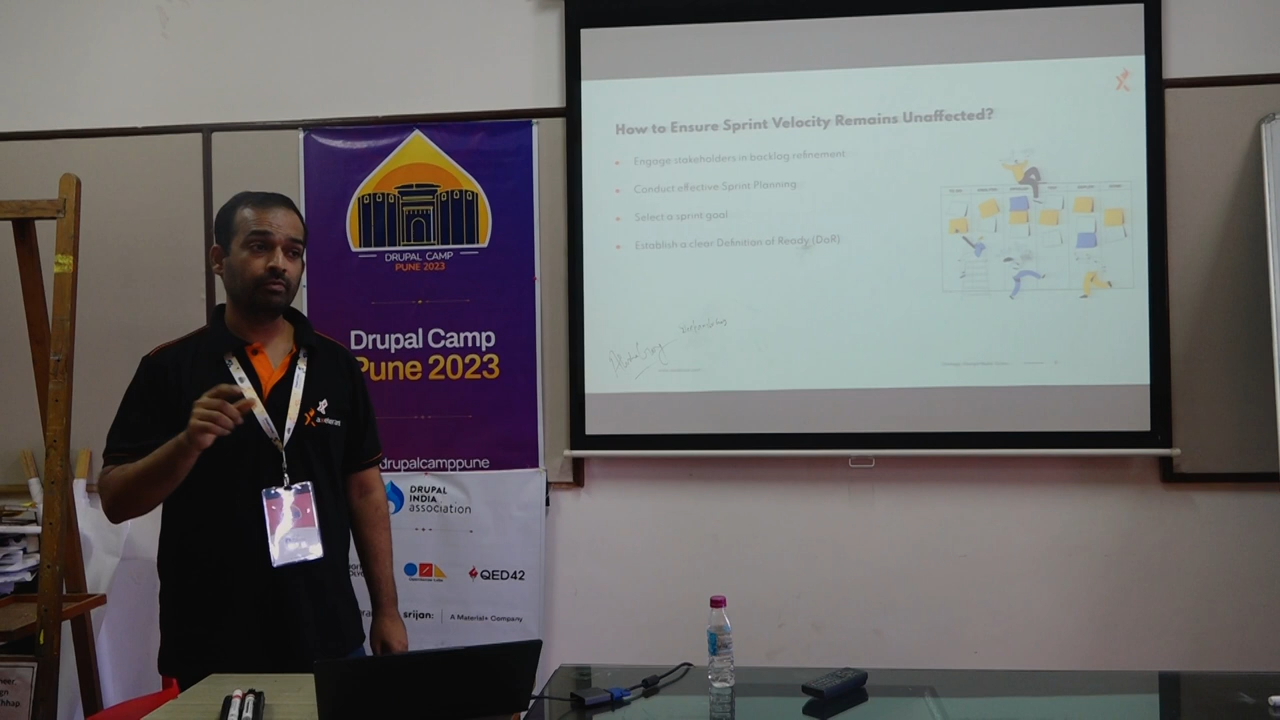 How to Ensure Sprint Velocity Remains Unaffected?
Engage stakeholders in backlog refinement
Conduct effective Sprint Planning
Select a sprint goal
Establish a clear Definition of Ready (DoR)
DRUPAL CAMP
PUNE 2023
Drupal Camp
Pune 2023
drupalcamppune
DRUPAL
INDIA
association
QED42
srijan:
A Material+ Company